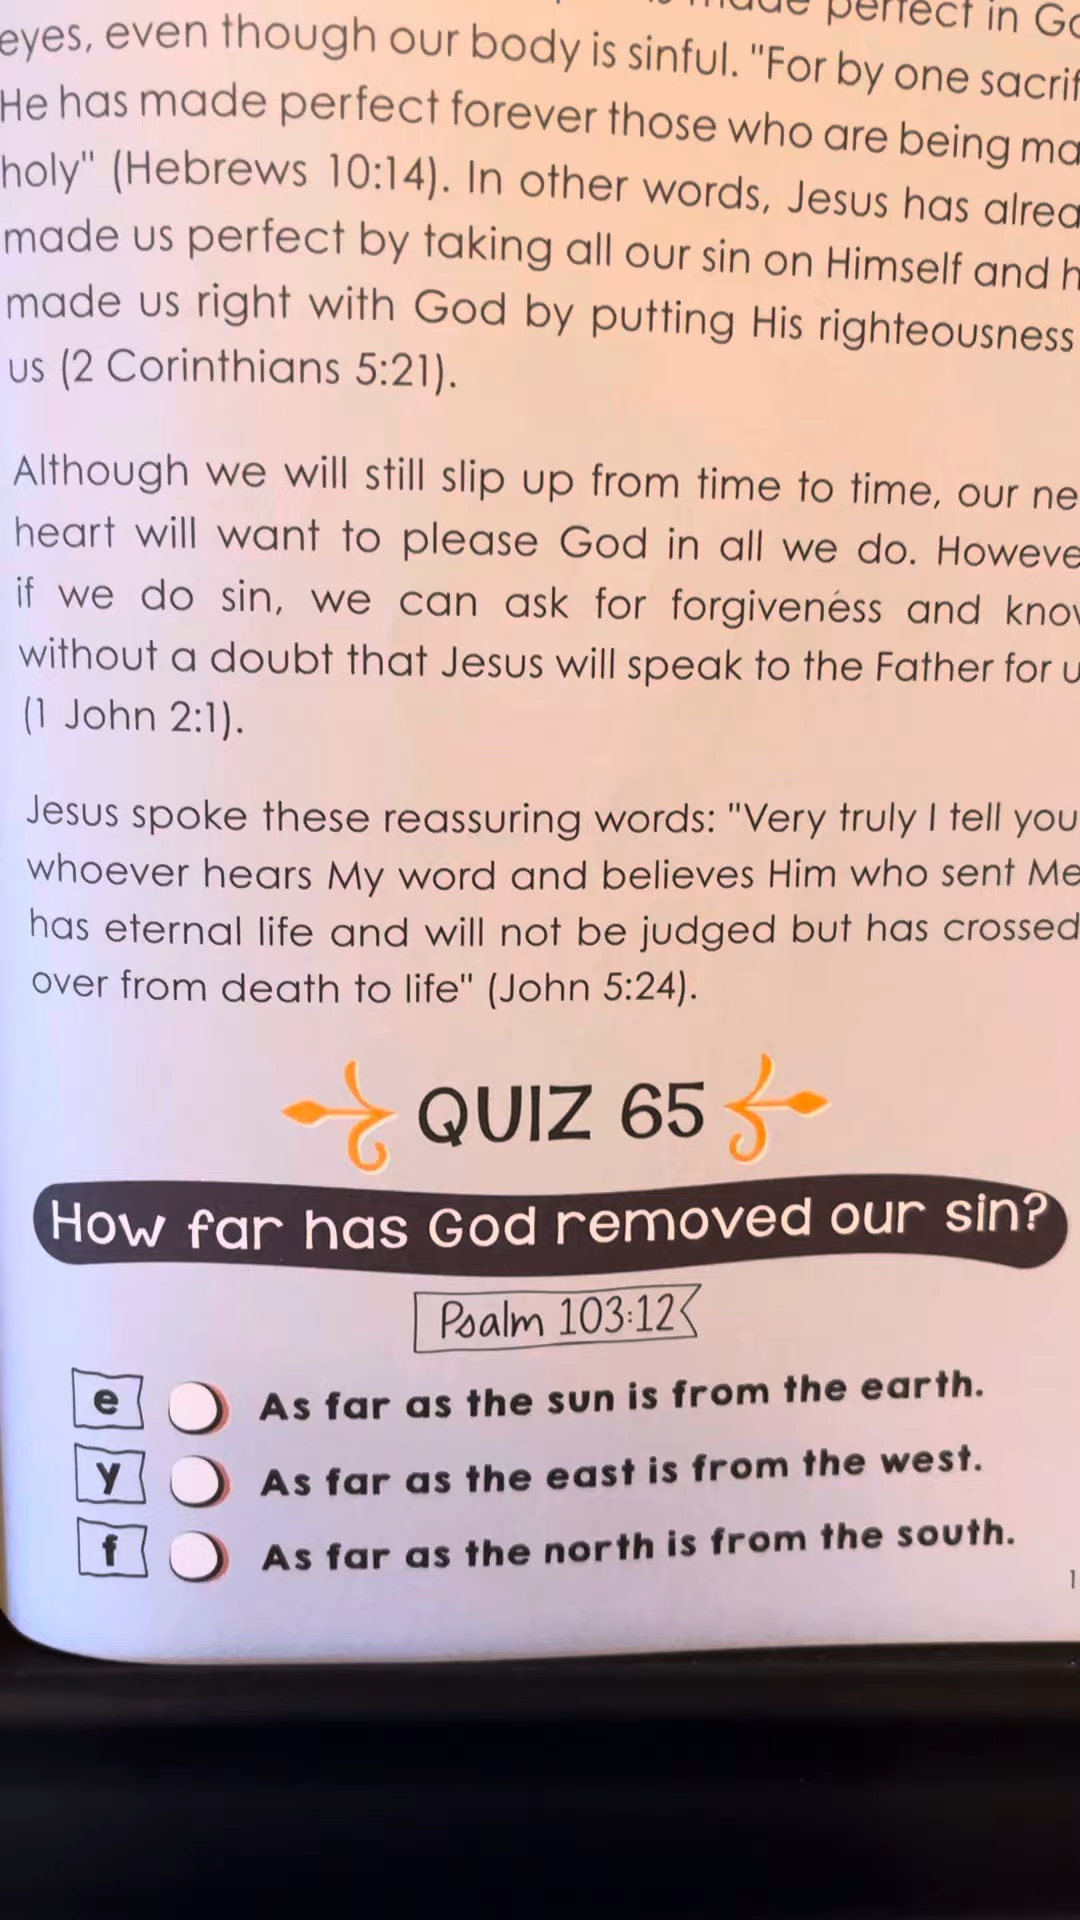 perfect in
eyes, even though our body is sinful. "For by one
He has made perfect forever those who are being
holy" (Hebrews 10:14). In other words, Jesus has
made us perfect by taking all our sin on Himself and
made us right with God by putting His righteousness
us (2 Corinthians 5:21).
Although we will still slip up from time to time, our
heart will want to please God in all we do.
if we do sin, we can ask for forgiveness and
without a doubt that Jesus will speak to the Father for
(1 John 2:1).
Jesus spoke these reassuring words: "Very truly I tell you
whoever hears My word and believes Him who sent Me
has eternal life and will not be judged but has crossed
over from death to life" (John 5:24).
QUIZ 65
How far has God removed our sin?
Psalm 103:12
e As far as the sun is from the earth.
y As far as the east is from the west.
f As far as the north is from the south.